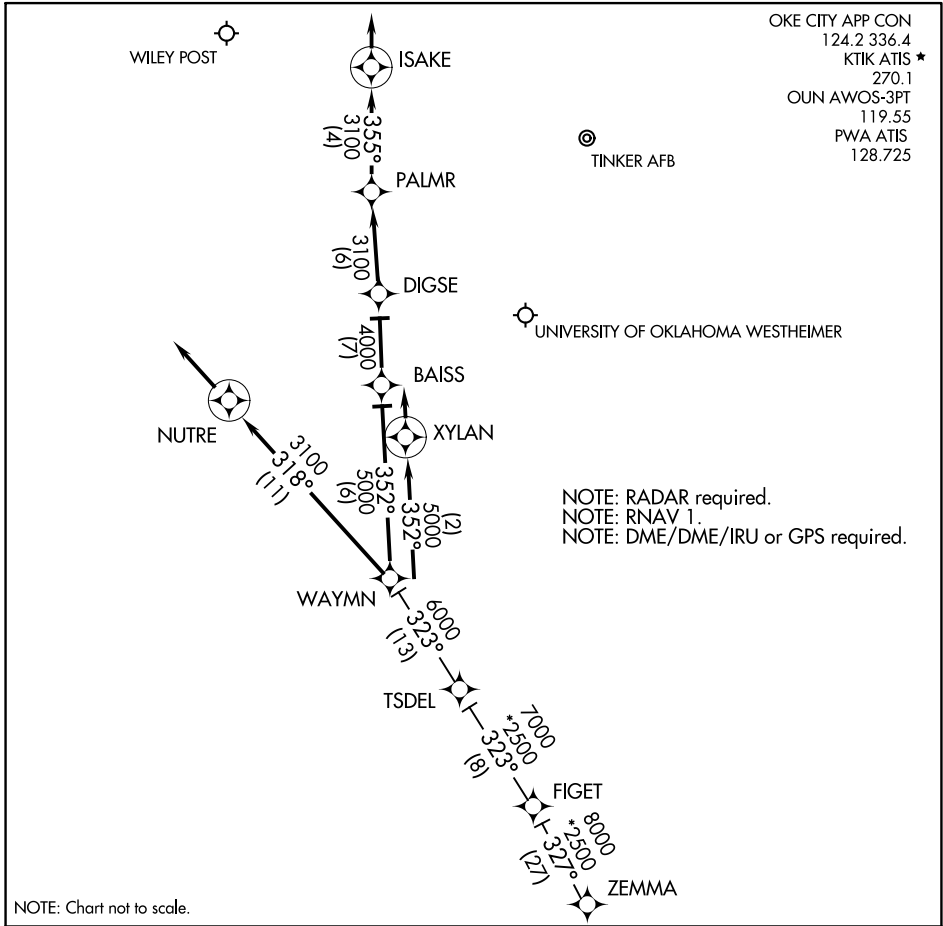 OKE CITY APP CON
124.2 336.4
KTIK ATIS ★
270.1
OUN AWOS-3PT
119.55
PWA ATIS
128.725
WILEY POST
ISAKE
355°
3100
(4)
TINKER AFB
PALMR
3100
(6)
DIGSE
UNIVERSITY OF OKLAHOMA WESTHEIMER
4000
(7)
BAISS
NUTRE
XYLAN
3100
318°
(11)
352°
5000
(6)
(2)
5000
352°
NOTE: RADAR required.
NOTE: RNAV 1.
NOTE: DME/DME/IRU or GPS required.
WAYMN
6000
323°
(13)
TSDEL
7000
*2500
323°
(8)
FIGET
8000
*2500
327°
(27)
ZEMMA
NOTE: Chart not to scale.